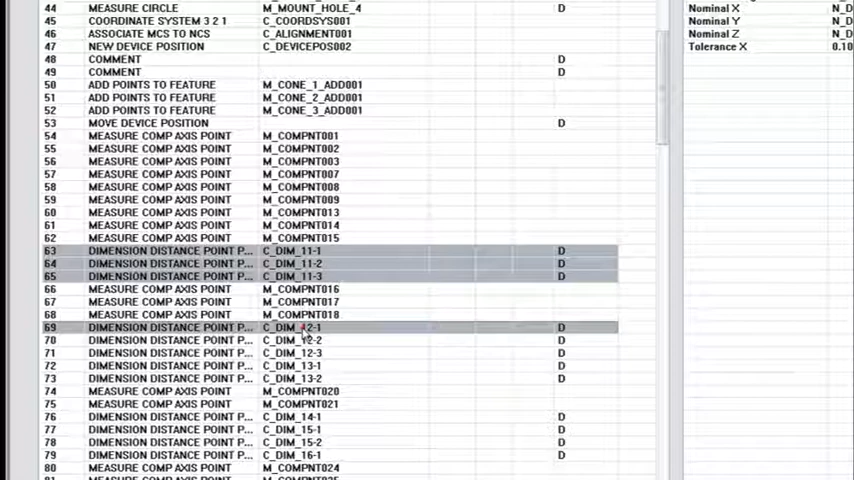 44 MEASURE CIRCLE M_MOUNT_HOLE_4 D
45 COORDINATE SYSTEM 3 2 1 C_COORDSYS001
46 ASSOCIATE MCS TO NCS C_ALIGNMENT001
47 NEW DEVICE POSITION C_DEVICEPOS002
48 COMMENT D
49 COMMENT D
50 ADD POINTS TO FEATURE M_CONE_1_ADD001
51 ADD POINTS TO FEATURE M_CONE_2_ADD001
52 ADD POINTS TO FEATURE M_CONE_3_ADD001
53 MOVE DEVICE POSITION D
54 MEASURE COMP AXIS POINT M_COMPNT001
55 MEASURE COMP AXIS POINT M_COMPNT002
56 MEASURE COMP AXIS POINT M_COMPNT003
57 MEASURE COMP AXIS POINT M_COMPNT007
58 MEASURE COMP AXIS POINT M_COMPNT008
59 MEASURE COMP AXIS POINT M_COMPNT009
60 MEASURE COMP AXIS POINT M_COMPNT013
61 MEASURE COMP AXIS POINT M_COMPNT014
62 MEASURE COMP AXIS POINT M_COMPNT015
63 DIMENSION DISTANCE POINT P... C_DIM_11-1 D
64 DIMENSION DISTANCE POINT P... C_DIM_11-2 D
65 DIMENSION DISTANCE POINT P... C_DIM_11-3 D
66 MEASURE COMP AXIS POINT M_COMPNT016
67 MEASURE COMP AXIS POINT M_COMPNT017
68 MEASURE COMP AXIS POINT M_COMPNT018
69 DIMENSION DISTANCE POINT P... C_DIM_12-1 D
70 DIMENSION DISTANCE POINT P... C_DIM_12-2 D
71 DIMENSION DISTANCE POINT P... C_DIM_12-3 D
72 DIMENSION DISTANCE POINT P... C_DIM_13-1 D
73 DIMENSION DISTANCE POINT P... C_DIM_13-2 D
74 MEASURE COMP AXIS POINT M_COMPNT020
75 MEASURE COMP AXIS POINT M_COMPNT021
76 DIMENSION DISTANCE POINT P... C_DIM_14-1 D
77 DIMENSION DISTANCE POINT P... C_DIM_15-1 D
78 DIMENSION DISTANCE POINT P... C_DIM_15-2 D
79 DIMENSION DISTANCE POINT P... C_DIM_16-1 D
80 MEASURE COMP AXIS POINT M_COMPNT024
Nominal X N_D
Nominal Y N_D
Nominal Z N_D
Tolerance X 0.10